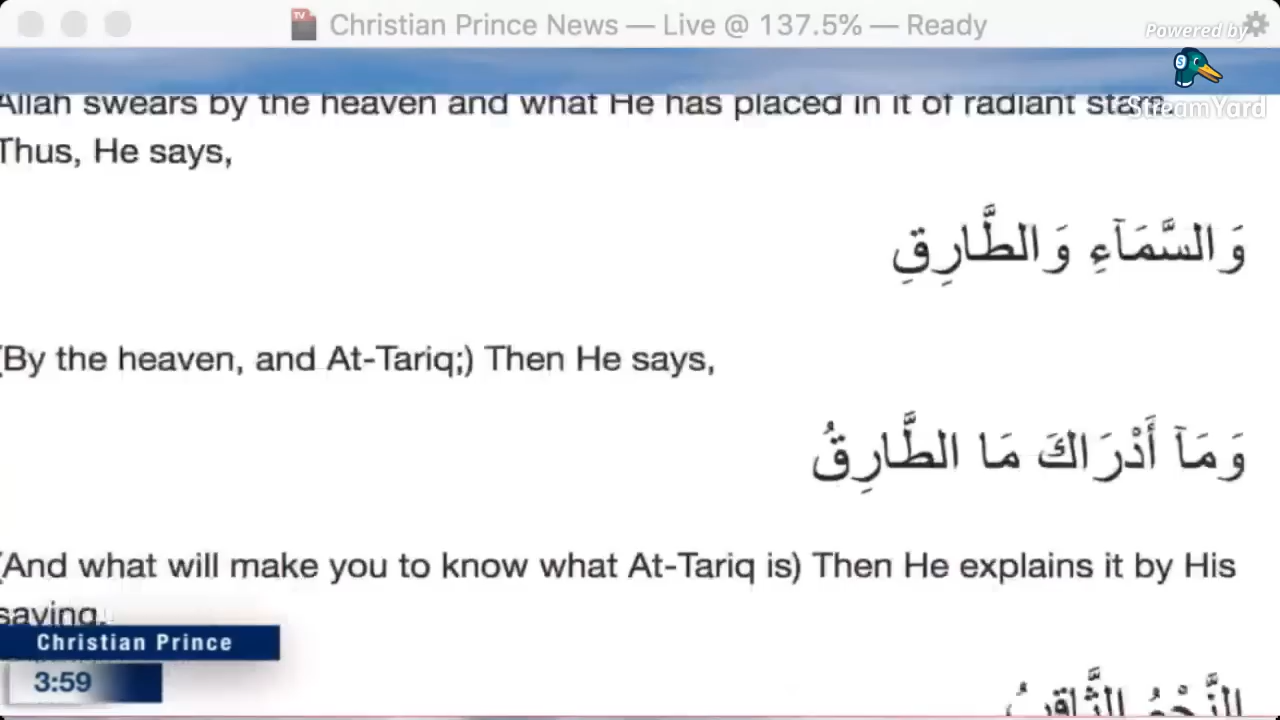 Christian Prince News — Live @ 137.5% — Ready
Powered by
StreamYard
Allah swears by the heaven and what He has placed in it of radiant stars.
Thus, He says,
وَالسَّمَآءِ وَالطَّارِقِ
(By the heaven, and At-Tariq;) Then He says,
وَمَآ أَدْرَاكَ مَا الطَّارِقُ
(And what will make you to know what At-Tariq is) Then He explains it by His
saying,
النَّجْمُ الثَّاقِبُ
Christian Prince
3:59